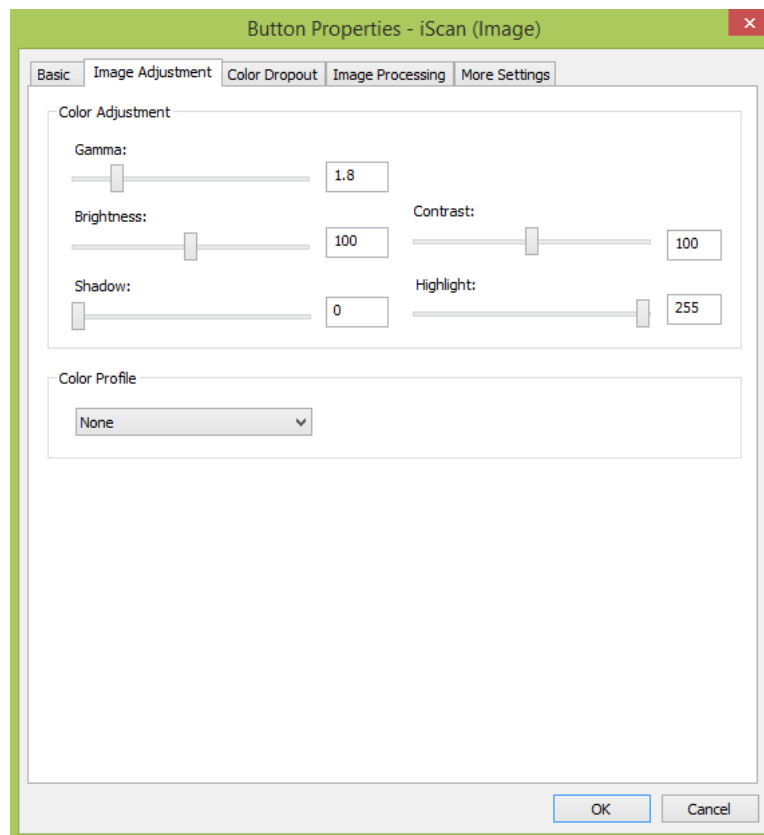 Button Properties - iScan (Image)
Basic Image Adjustment Color Dropout Image Processing More Settings
Color Adjustment
Gamma:
1.8
Brightness:
100
Contrast:
100
Shadow:
0
Highlight:
255
Color Profile
None
OK Cancel